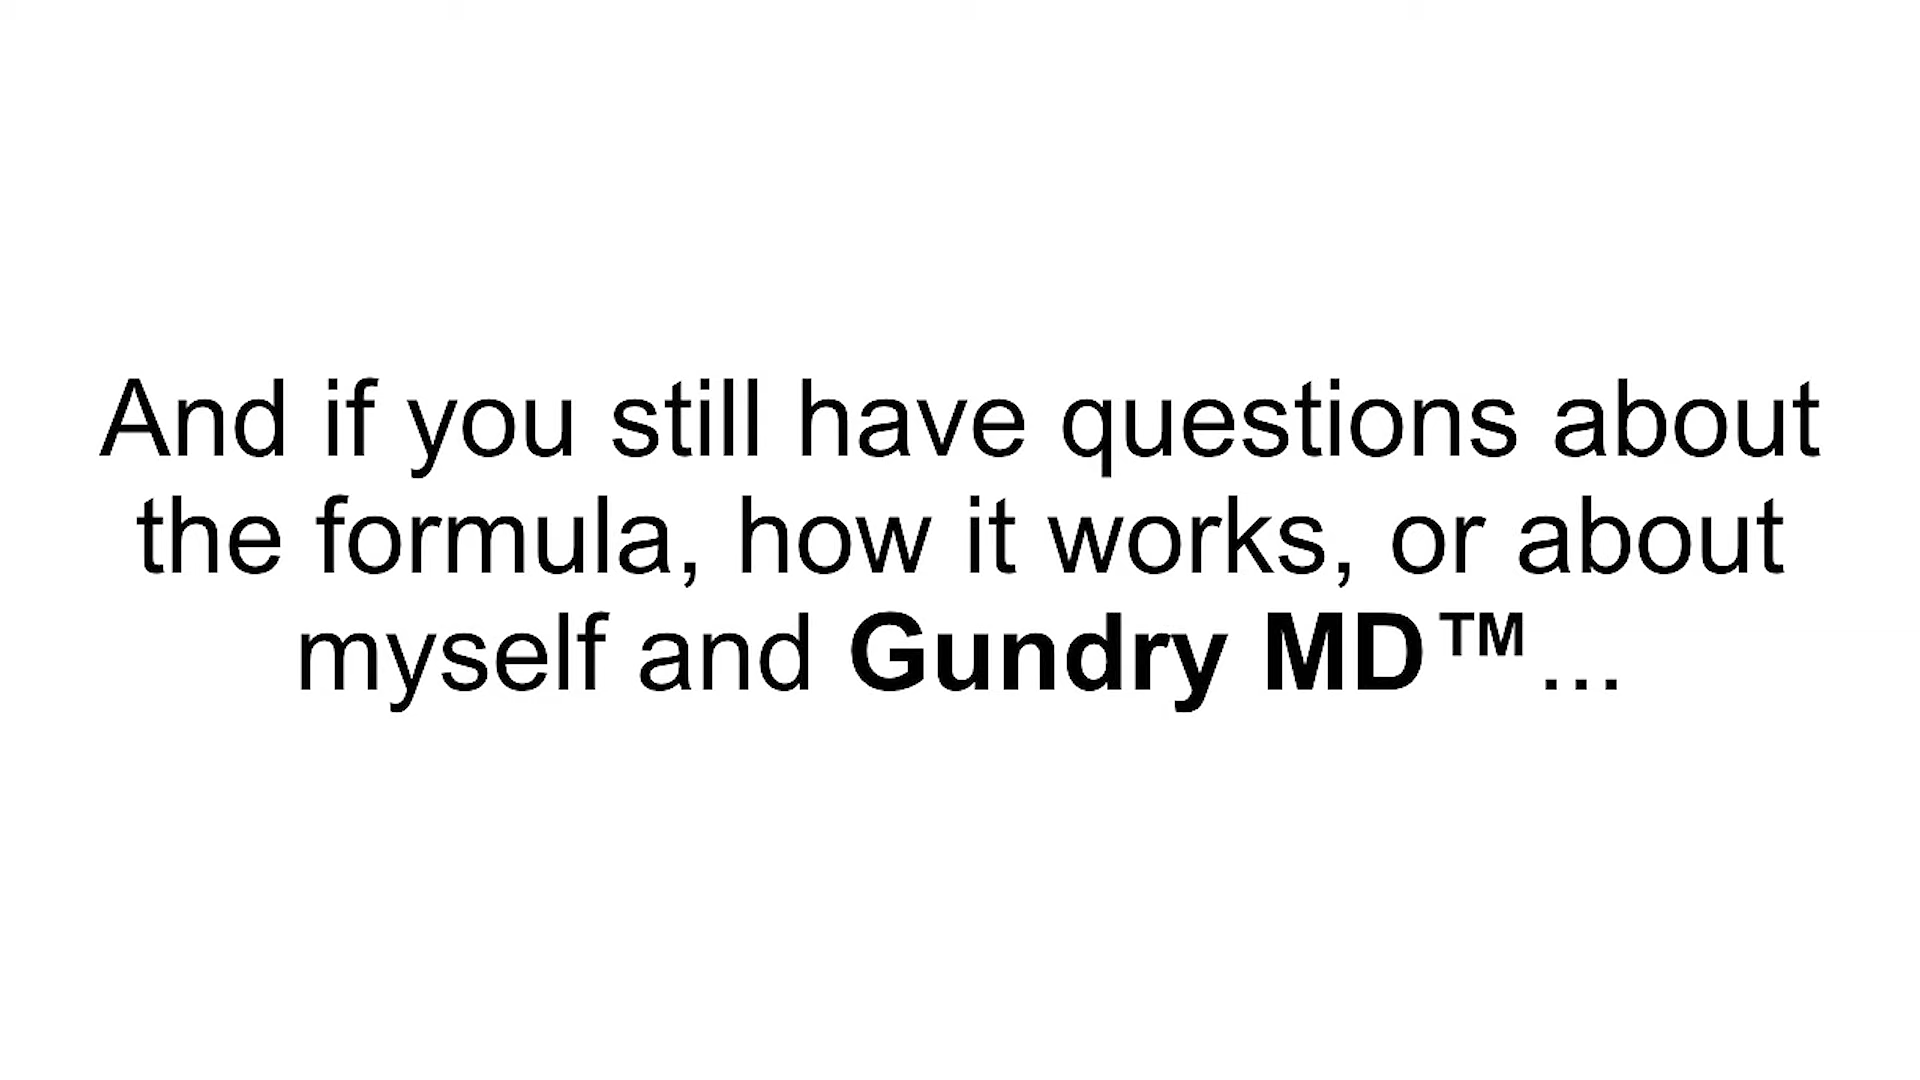 And if you still have questions about
the formula, how it works, or about
myself and Gundry MD™...